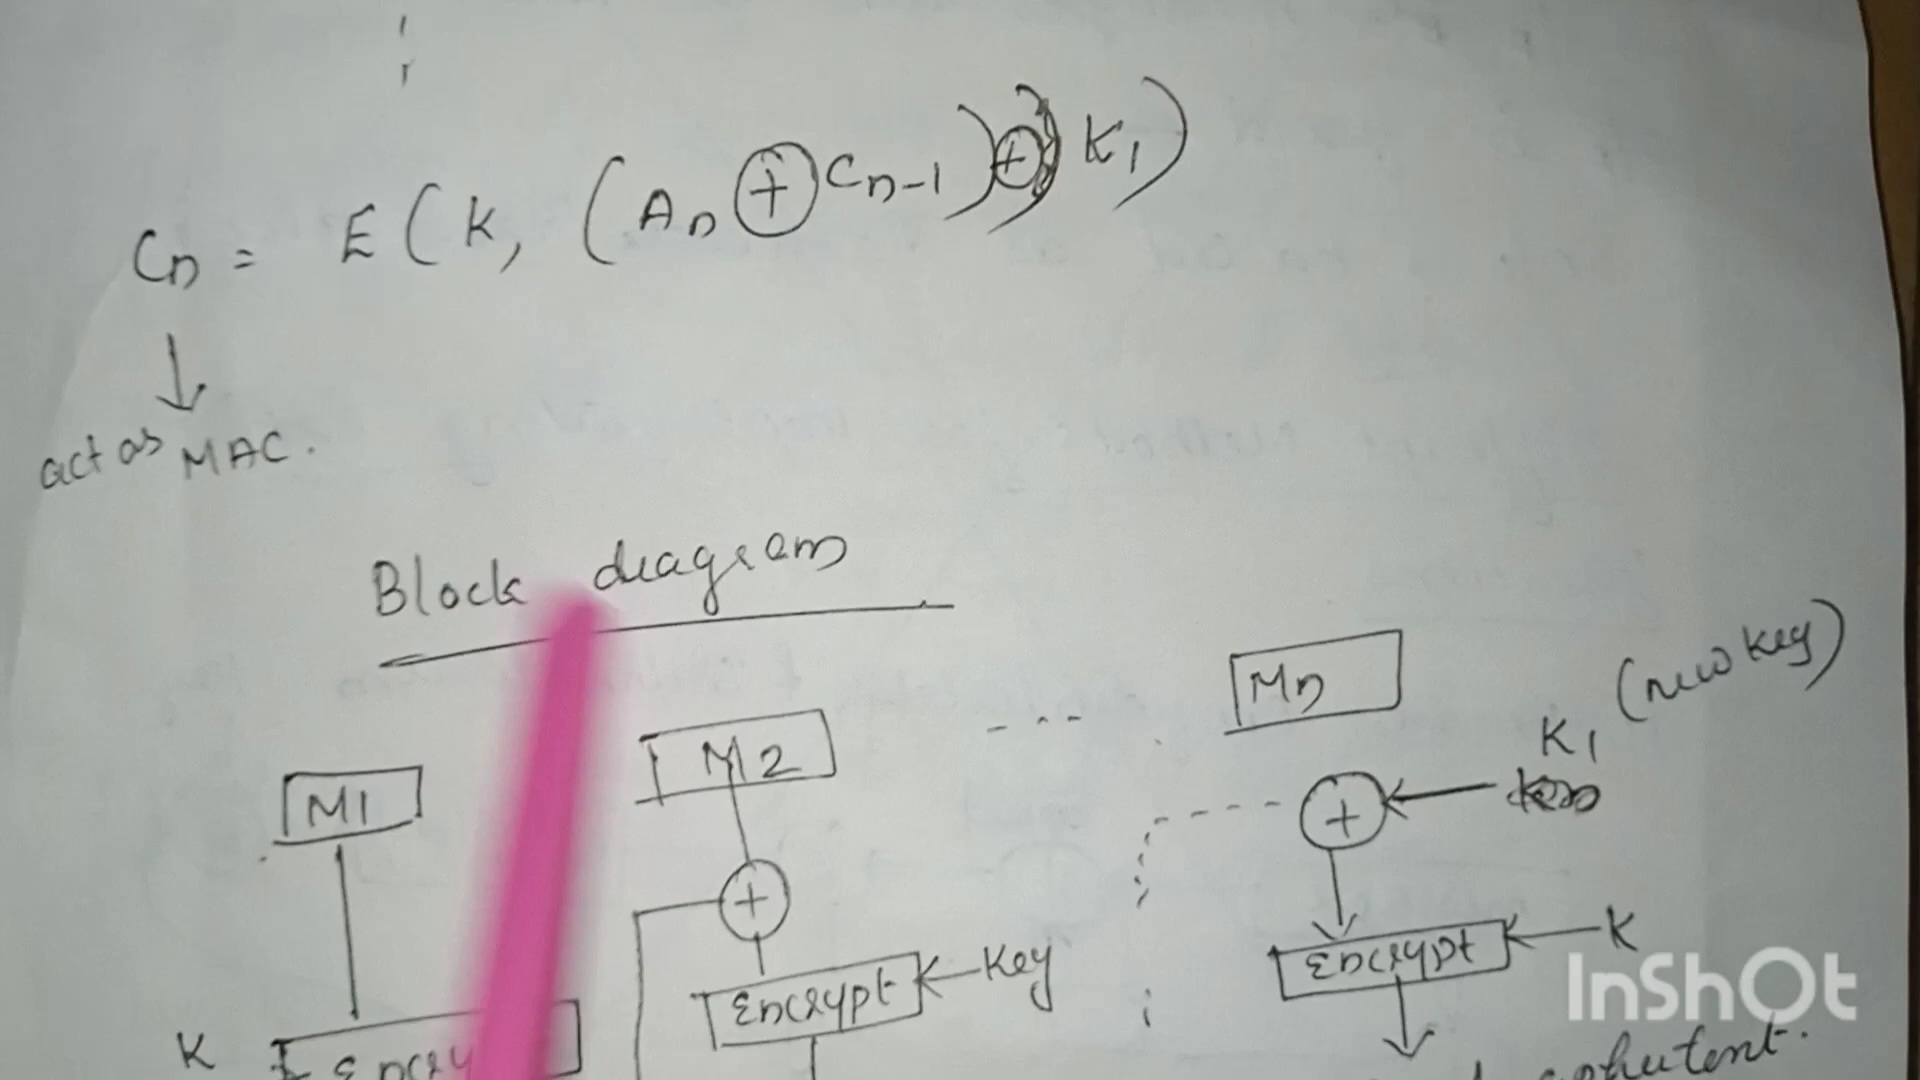 Cn = E(K, (An ⊕ Cn-1) ⊕ K1)
act as MAC.
Block diagram
Mn
K1 (new key)
M2
M1
+
+
Encrypt
K
Encrypt
Key
K
InShOt